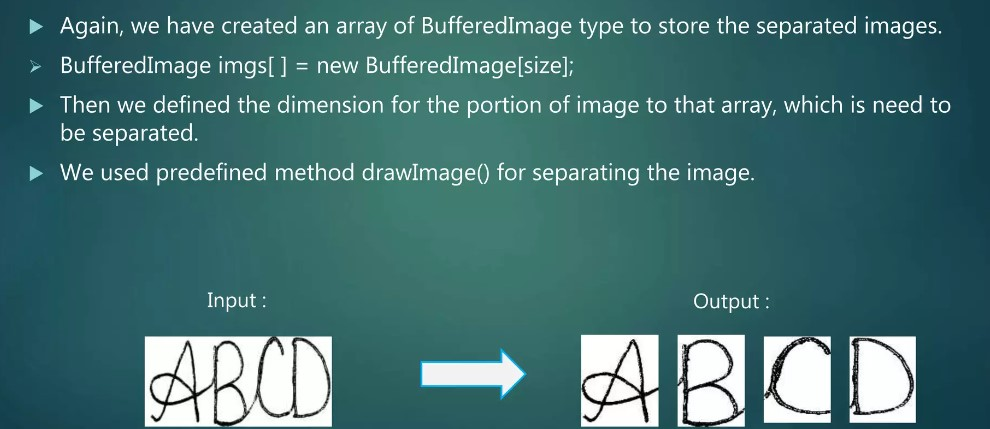 Again, we have created an array of BufferedImage type to store the separated images.
BufferedImage imgs[ ] = new BufferedImage[size];
Then we defined the dimension for the portion of image to that array, which is need to
be separated.
We used predefined method drawImage() for separating the image.
Input :
Output :
ABCD
A B C D